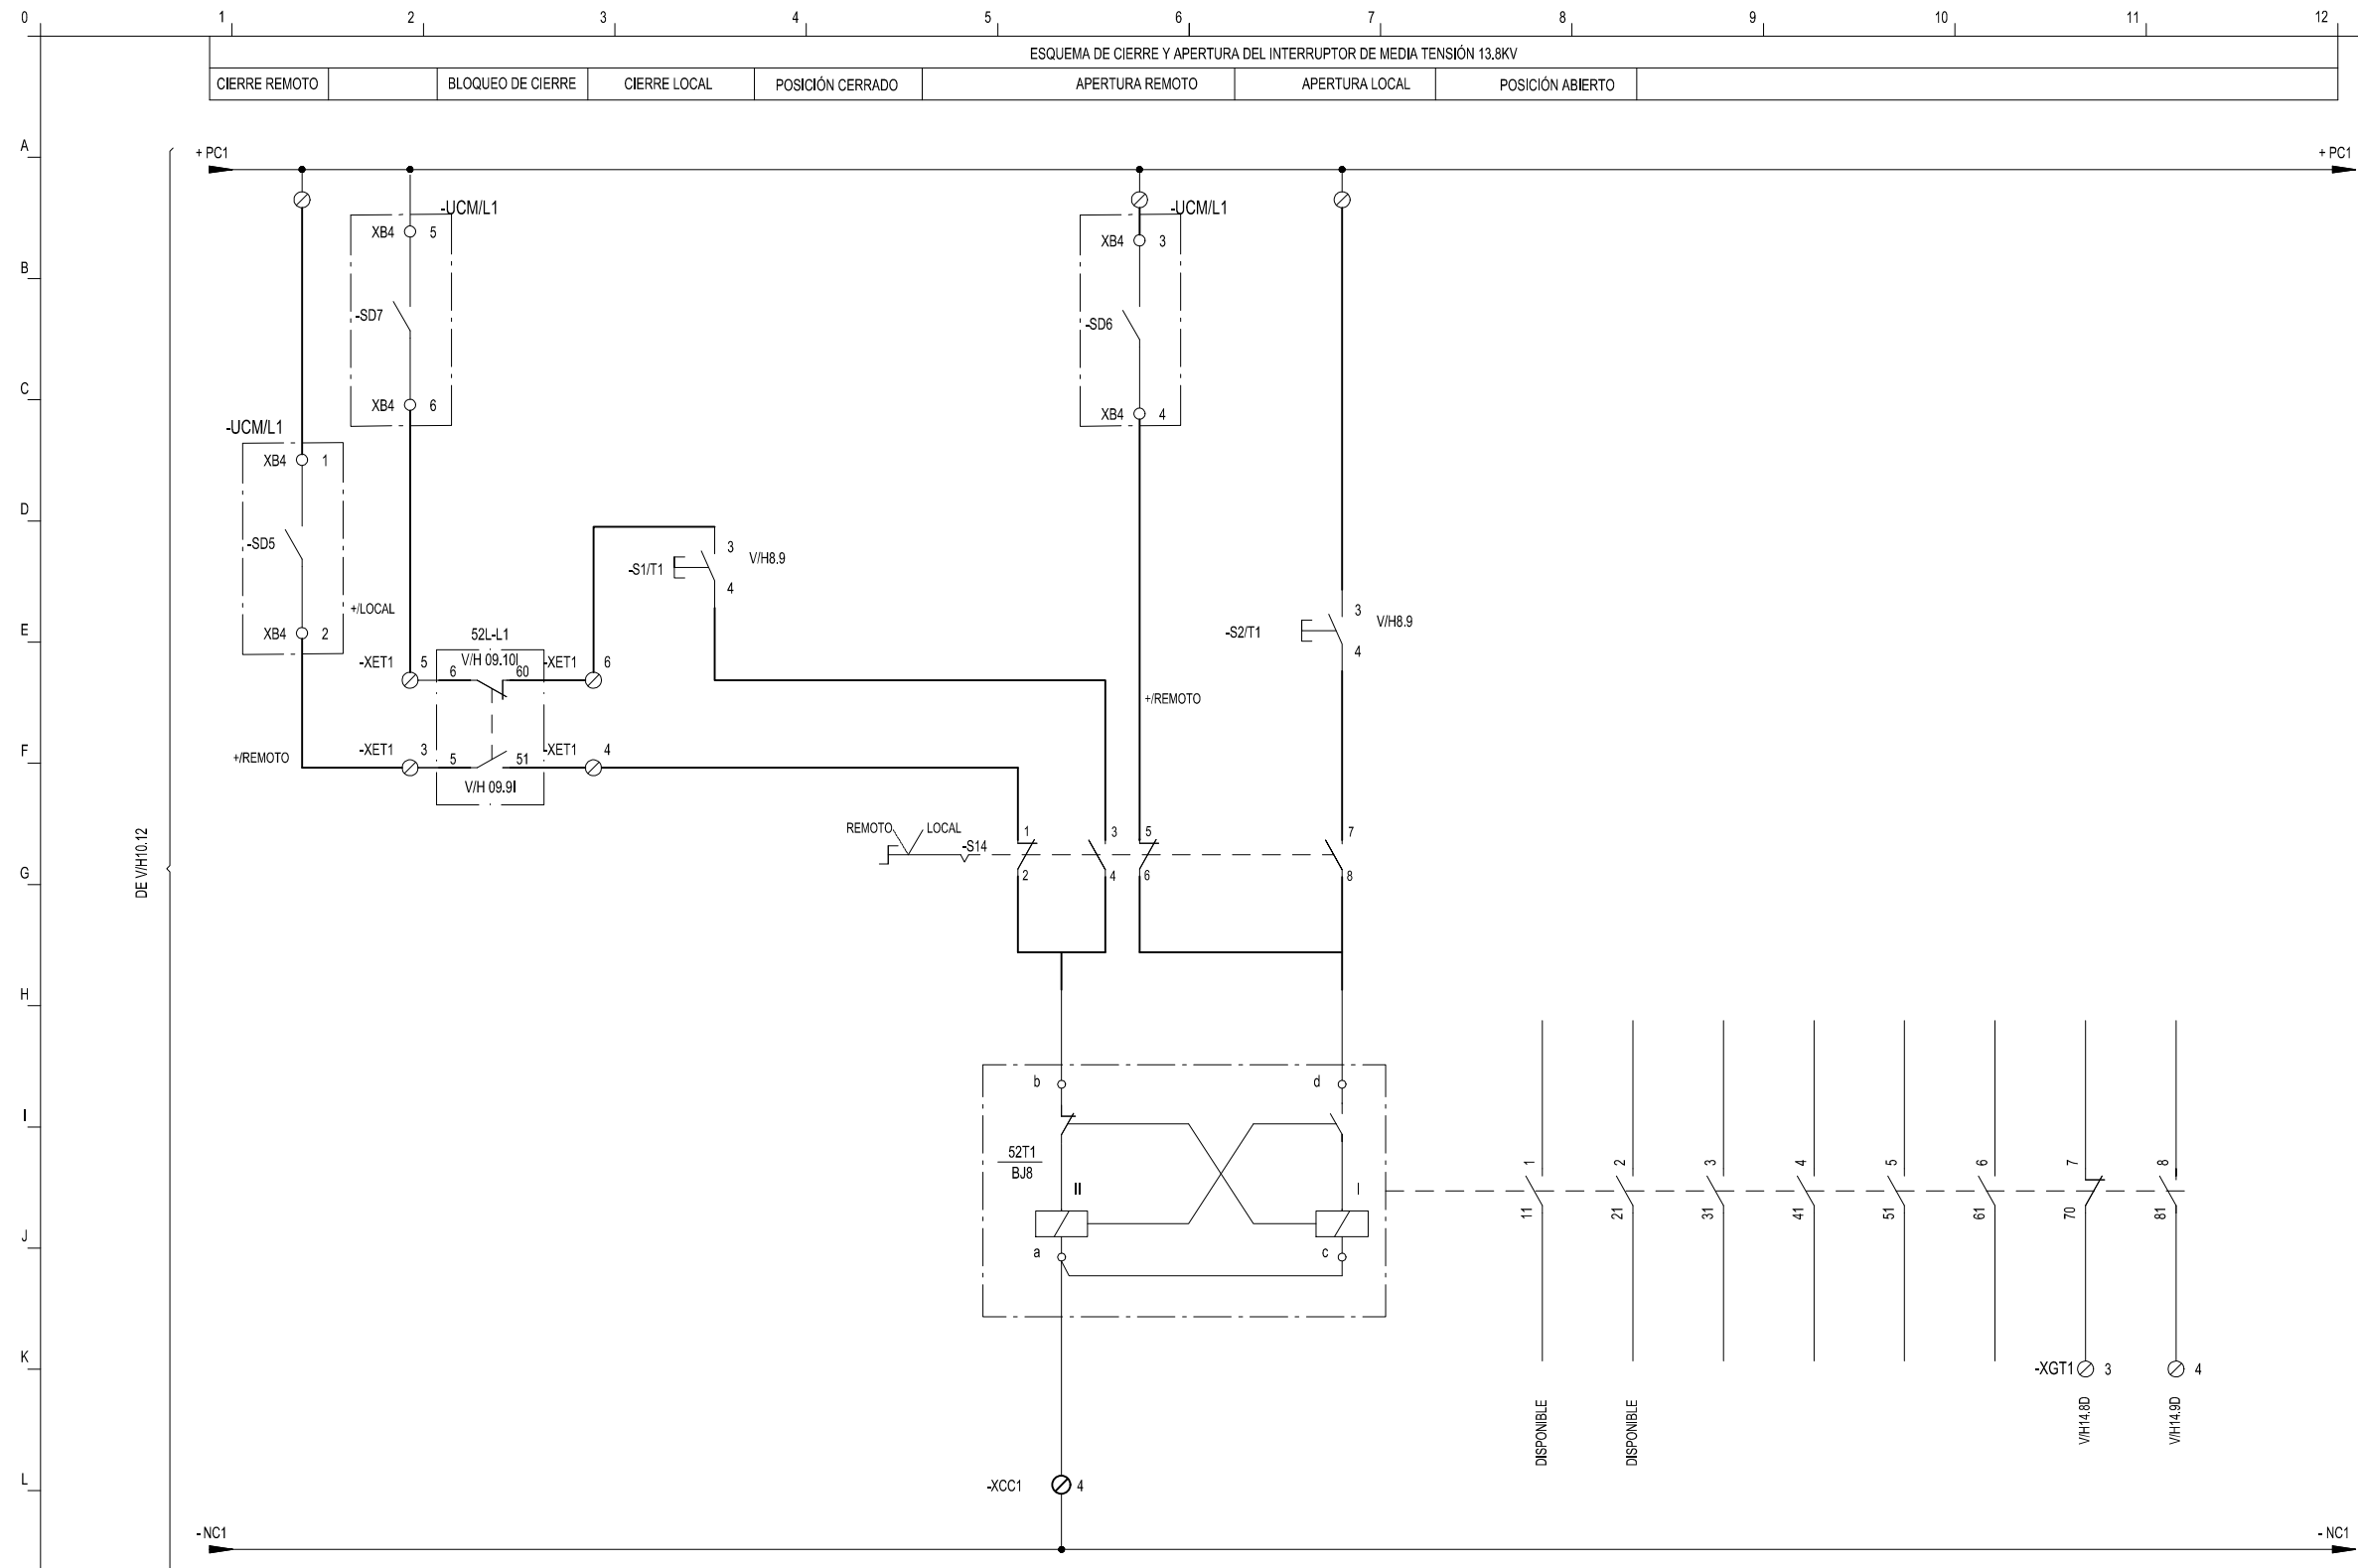 0 1 2 3 4 5 6 7 8 9 10 11 12
ESQUEMA DE CIERRE Y APERTURA DEL INTERRUPTOR DE MEDIA TENSIÓN 13.8KV
CIERRE REMOTO BLOQUEO DE CIERRE CIERRE LOCAL POSICIÓN CERRADO APERTURA REMOTO APERTURA LOCAL POSICIÓN ABIERTO
A
+ PC1 + PC1
-UCM/L1 -UCM/L1
XB4 5 XB4 3
B
-SD7 -SD6
C
XB4 6 XB4 4
-UCM/L1
XB4 1
D
-SD5
3 V/H8.9
-S1/T1
4
+/LOCAL
3 V/H8.9
E
XB4 2
52L-L1
-S2/T1
4
-XET1 5 V/H 09.10I -XET1 6
6 60
+/REMOTO
F
+/REMOTO
-XET1 3 -XET1 4
5 51
V/H 09.9I
DE V/H10.12
REMOTO LOCAL
1 3 5 7
-S14
G
2 4 6 8
H
b d
I
52T1
BJ8
II I
1 2 3 4 5 6 7 8
11 21 31 41 51 61 70 81
J
a c
K
-XGT1 3 4
DISPONIBLE DISPONIBLE V/H14.8D V/H14.9D
L
-XCC1 4
- NC1 - NC1